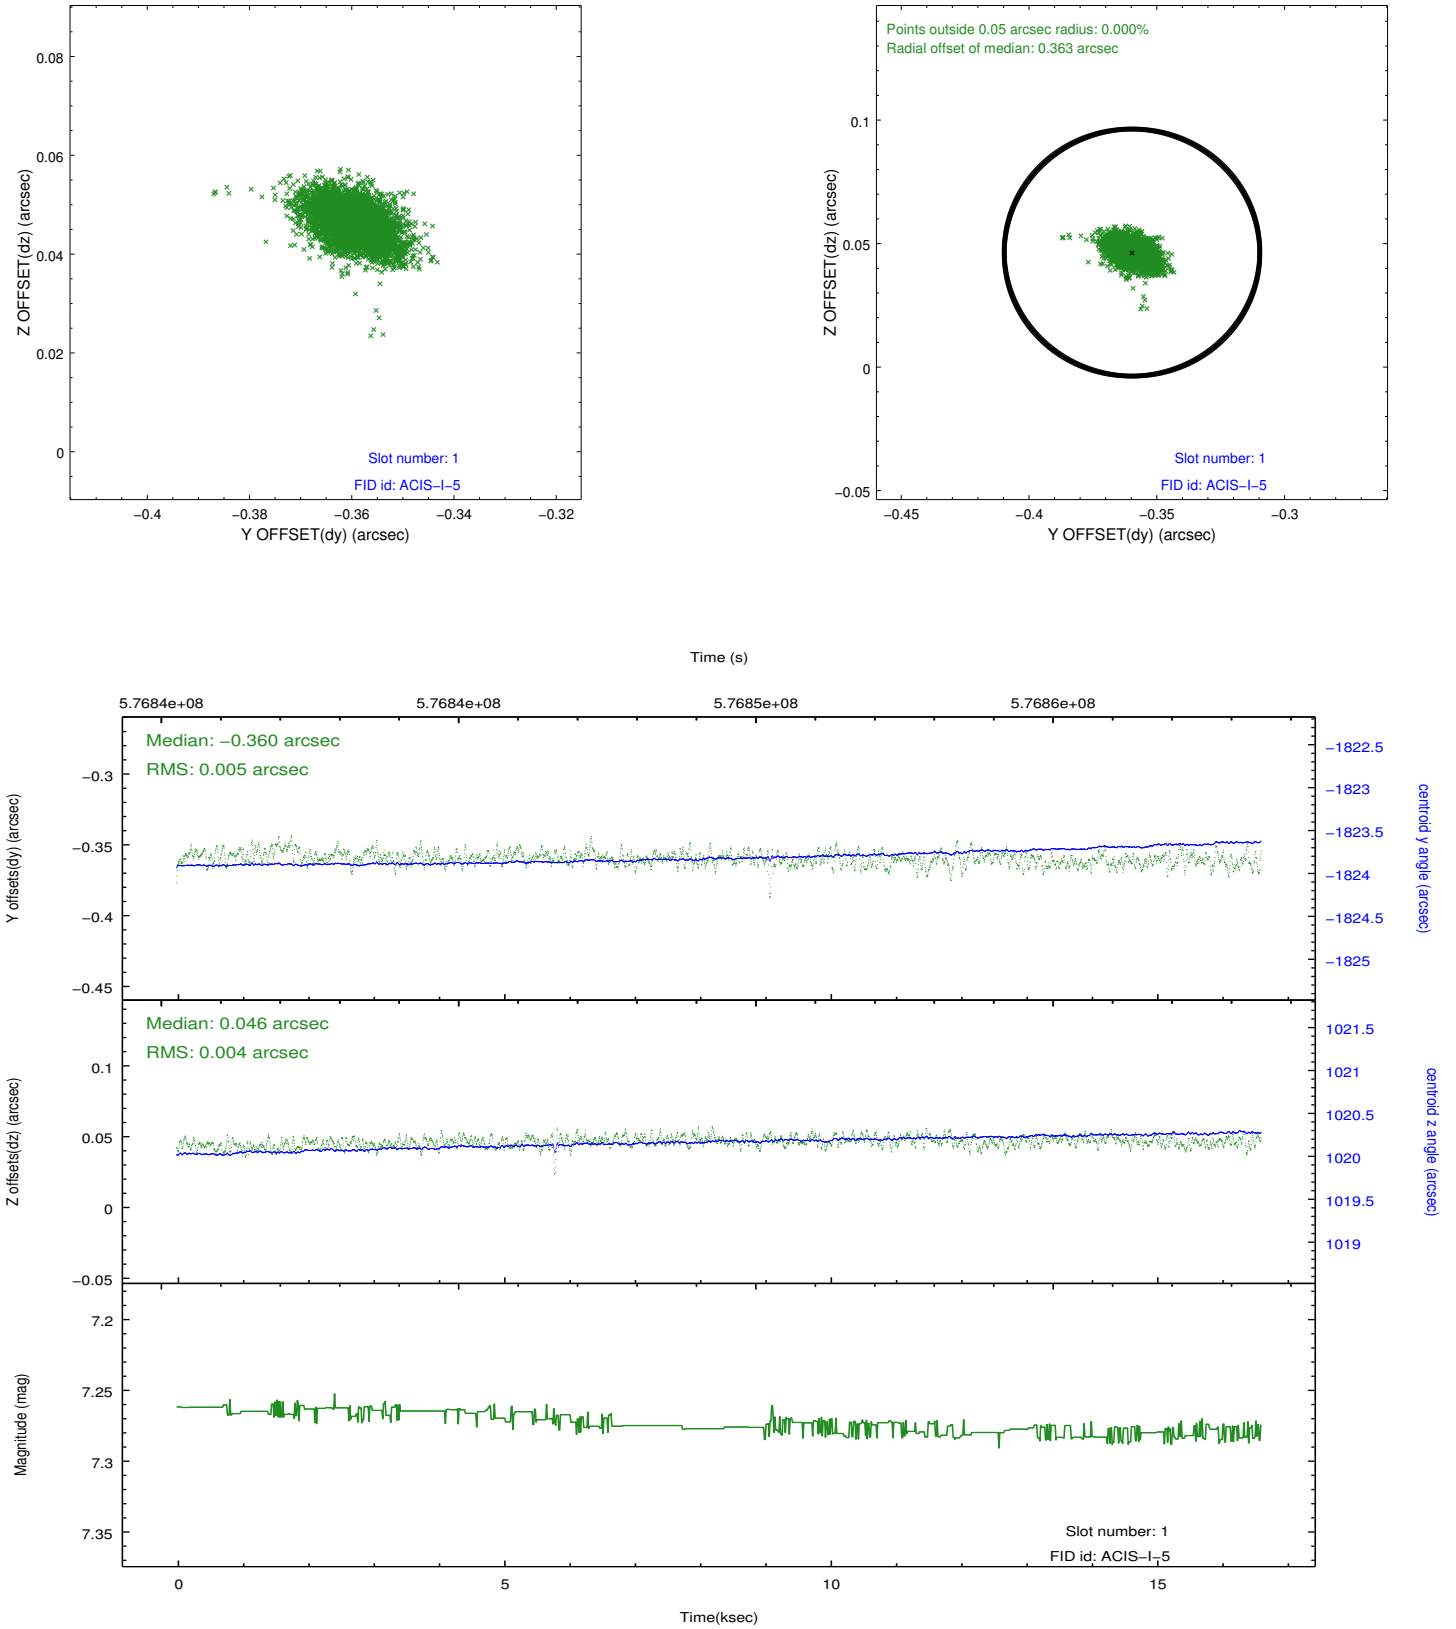 0.08
0.06
0.04
0.02
0
Z OFFSET(dz) (arcsec)
Slot number: 1
FID id: ACIS−I−5
−0.4
−0.38
−0.36
−0.34
−0.32
Y OFFSET(dy) (arcsec)
Points outside 0.05 arcsec radius: 0.000%
Radial offset of median: 0.363 arcsec
0.1
0.05
0
−0.05
Z OFFSET(dz) (arcsec)
Slot number: 1
FID id: ACIS−I−5
−0.45
−0.4
−0.35
−0.3
Y OFFSET(dy) (arcsec)
Time (s)
5.7684e+08
5.7684e+08
5.7685e+08
5.7686e+08
Median: −0.360 arcsec
RMS: 0.005 arcsec
−0.3
−0.35
−0.4
−0.45
Y offsets(dy) (arcsec)
−1822.5
−1823
−1823.5
−1824
−1824.5
−1825
centroid y angle (arcsec)
Median: 0.046 arcsec
RMS: 0.004 arcsec
0.1
0.05
0
−0.05
Z offsets(dz) (arcsec)
1021.5
1021
1020.5
1020
1019.5
1019
centroid z angle (arcsec)
7.2
7.25
7.3
7.35
Magnitude (mag)
Slot number: 1
FID id: ACIS−I−5
0
5
10
15
Time(ksec)